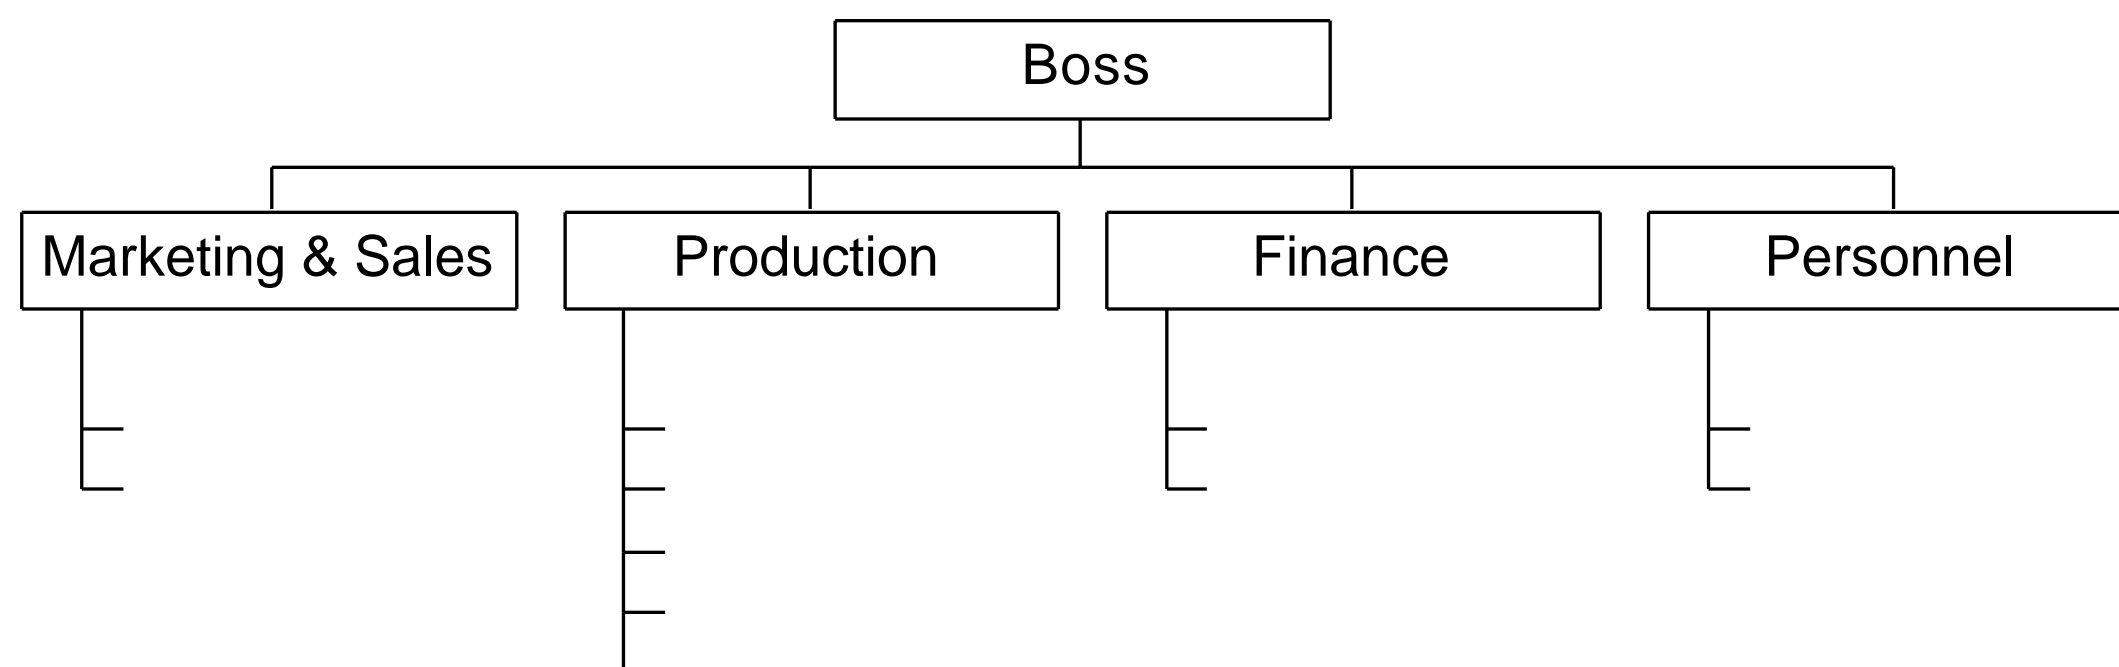 Boss
Marketing & Sales
Production
Finance
Personnel